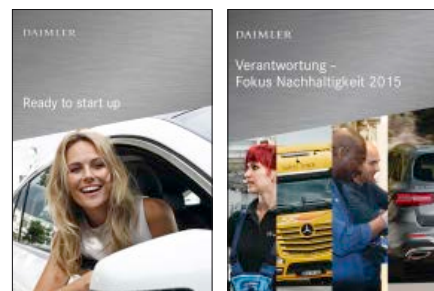 DAIMLER
Ready to start up
DAIMLER
Verantwortung –
Fokus Nachhaltigkeit 2015